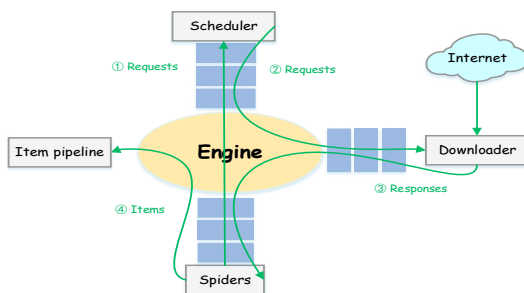 Scheduler
① Requests
② Requests
Internet
Item pipeline
Engine
Downloader
③ Responses
④ Items
Spiders